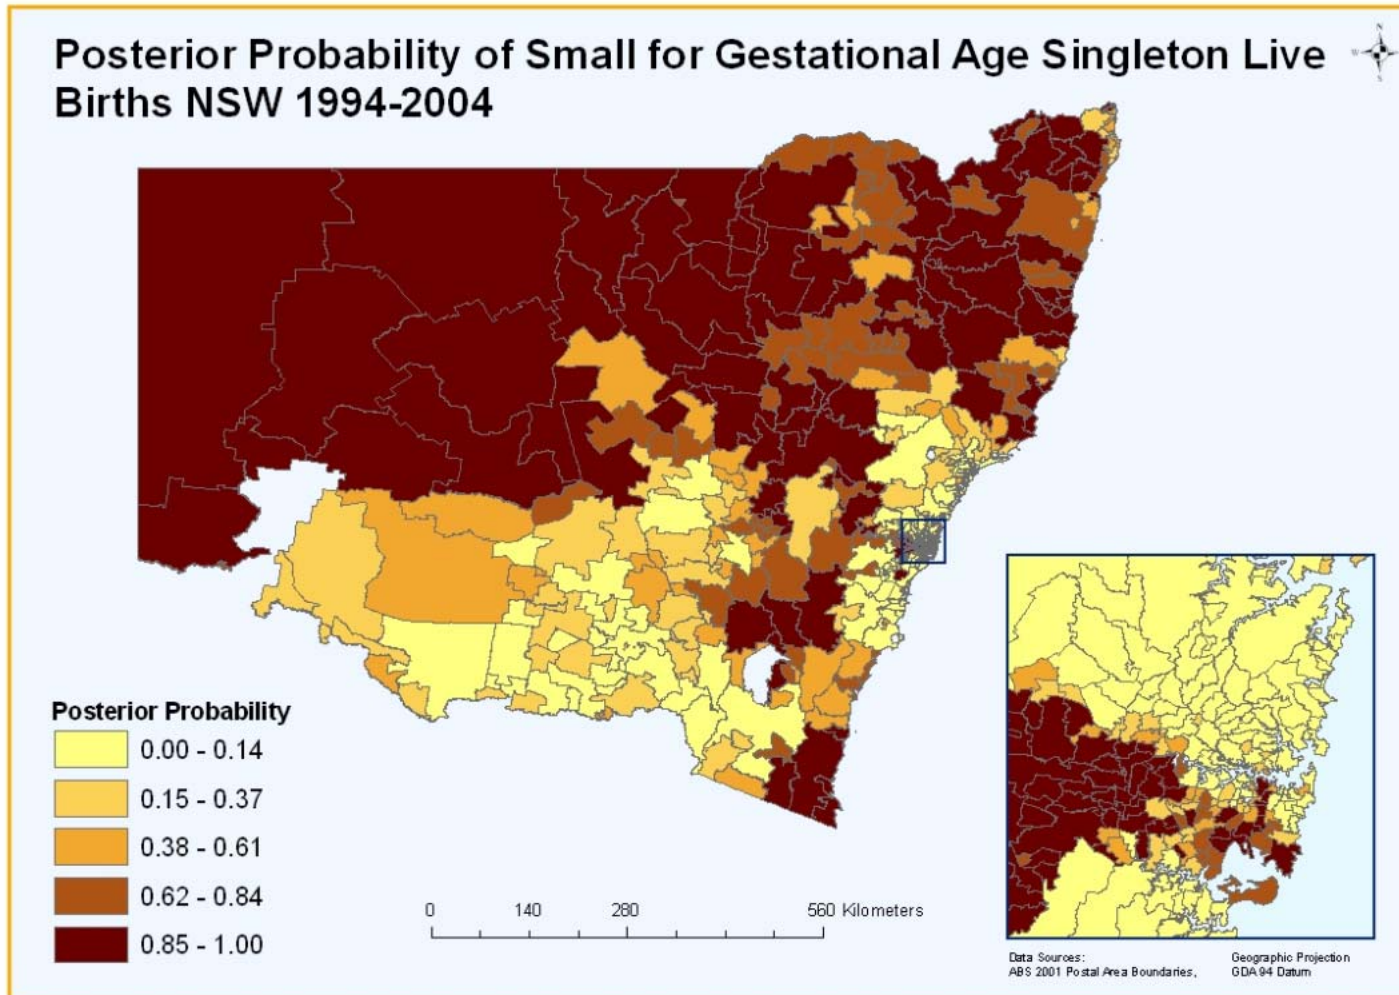 Posterior Probability of Small for Gestational Age Singleton Live
Births NSW 1994-2004
N
W
S
Posterior Probability
0.00 - 0.14
0.15 - 0.37
0.38 - 0.61
0.62 - 0.84
0.85 - 1.00
0 140 280 560 Kilometers
Data Sources:
ABS 2001 Postal Area Boundaries,
Geographic Projection
GDA 94 Datum